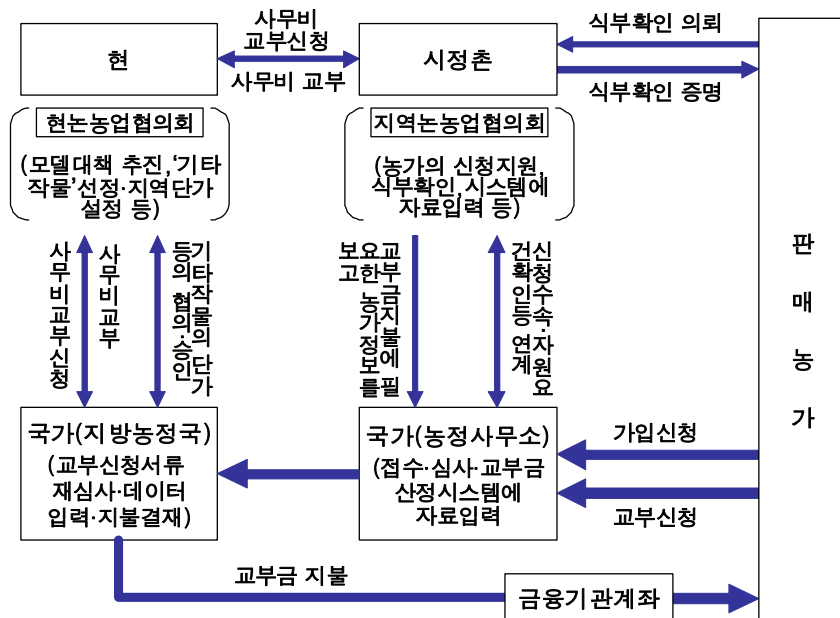 현
사무비
교부신청
사무비 교부
시정촌
식부확인 의뢰
식부확인 증명
현논농업협의회
(모델대책 추진,‘기타
작물’선정·지역단가
설정 등)
지역논농업협의회
(농가의 신청지원,
식부확인,시스템에
자료입력 등)
사무비교부신청
사무비교부
기타작물의단가
등의 협의·승인
교부금지불에필
요한농가정보를
보고
신청수속·자원요
건확인등 연계
판매농가
국가(지방농정국)
(교부신청서류
재심사·데이터
입력·지불결재)
국가(농정사무소)
(접수·심사·교부금
산정시스템에
자료입력
가입신청
교부신청
교부금 지불
금융기관계좌